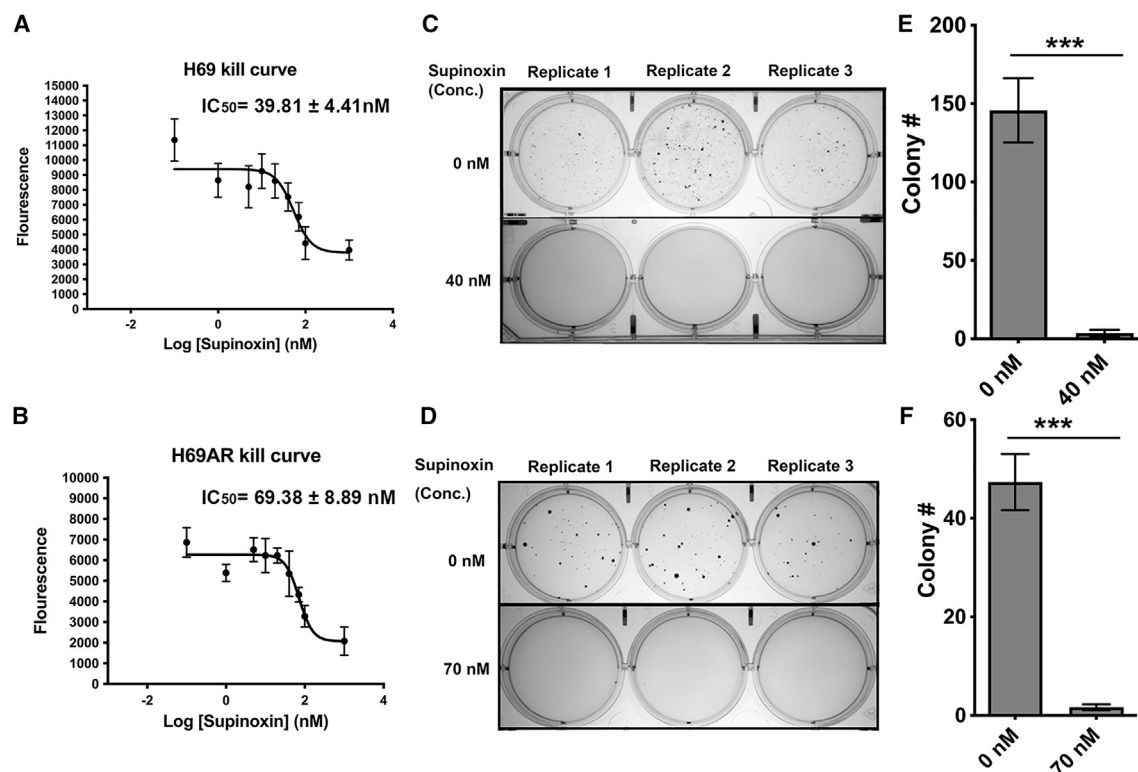 A
H69 kill curve
IC50= 39.81 ± 4.41nM
15000
14000
13000
12000
11000
10000
9000
8000
7000
6000
5000
4000
3000
2000
1000
0
Flourescence
-2
0
2
4
Log [Supinoxin] (nM)
B
H69AR kill curve
IC50= 69.38 ± 8.89 nM
10000
9000
8000
7000
6000
5000
4000
3000
2000
1000
0
Flourescence
-2
0
2
4
Log [Supinoxin] (nM)
C
Supinoxin
(Conc.)
Replicate 1
Replicate 2
Replicate 3
0 nM
40 nM
D
Supinoxin
(Conc.)
Replicate 1
Replicate 2
Replicate 3
0 nM
70 nM
E
200
150
100
50
0
Colony #
***
0 nM
40 nM
F
60
40
20
0
Colony #
***
0 nM
70 nM